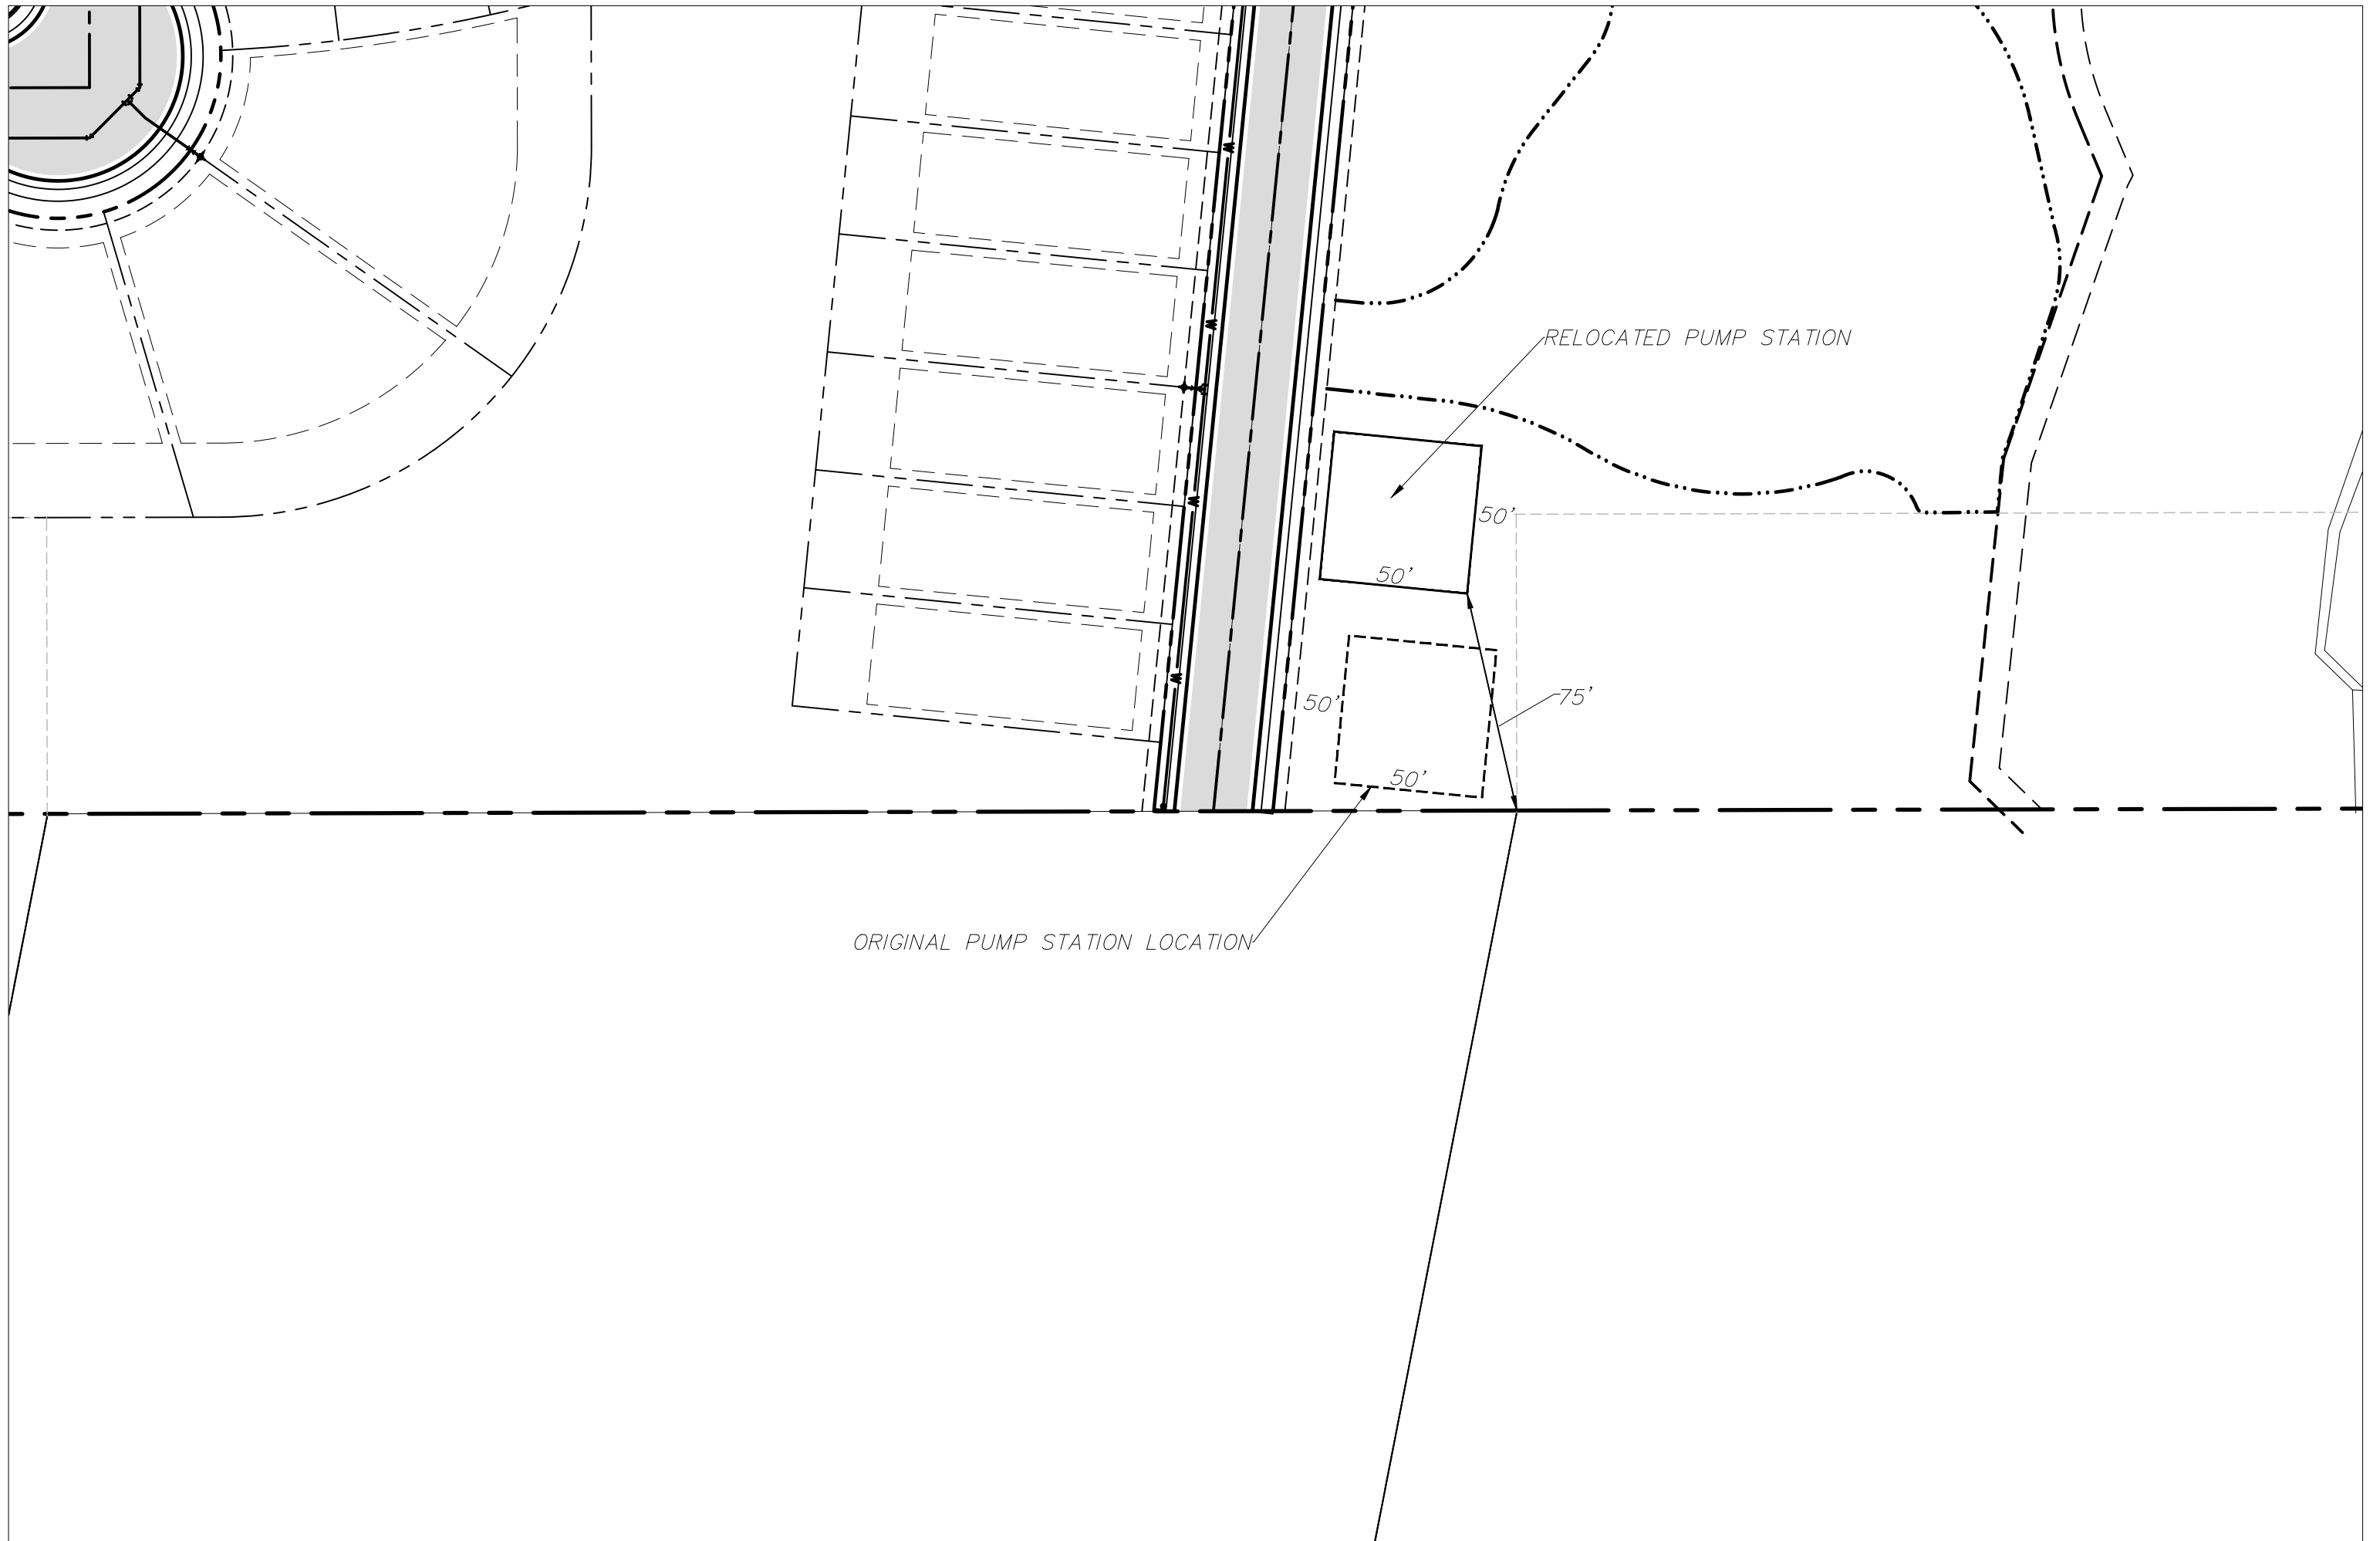 W
W
RELOCATED PUMP STATION
W
50'
50'
W
75'
50'
50'
ORIGINAL PUMP STATION LOCATION